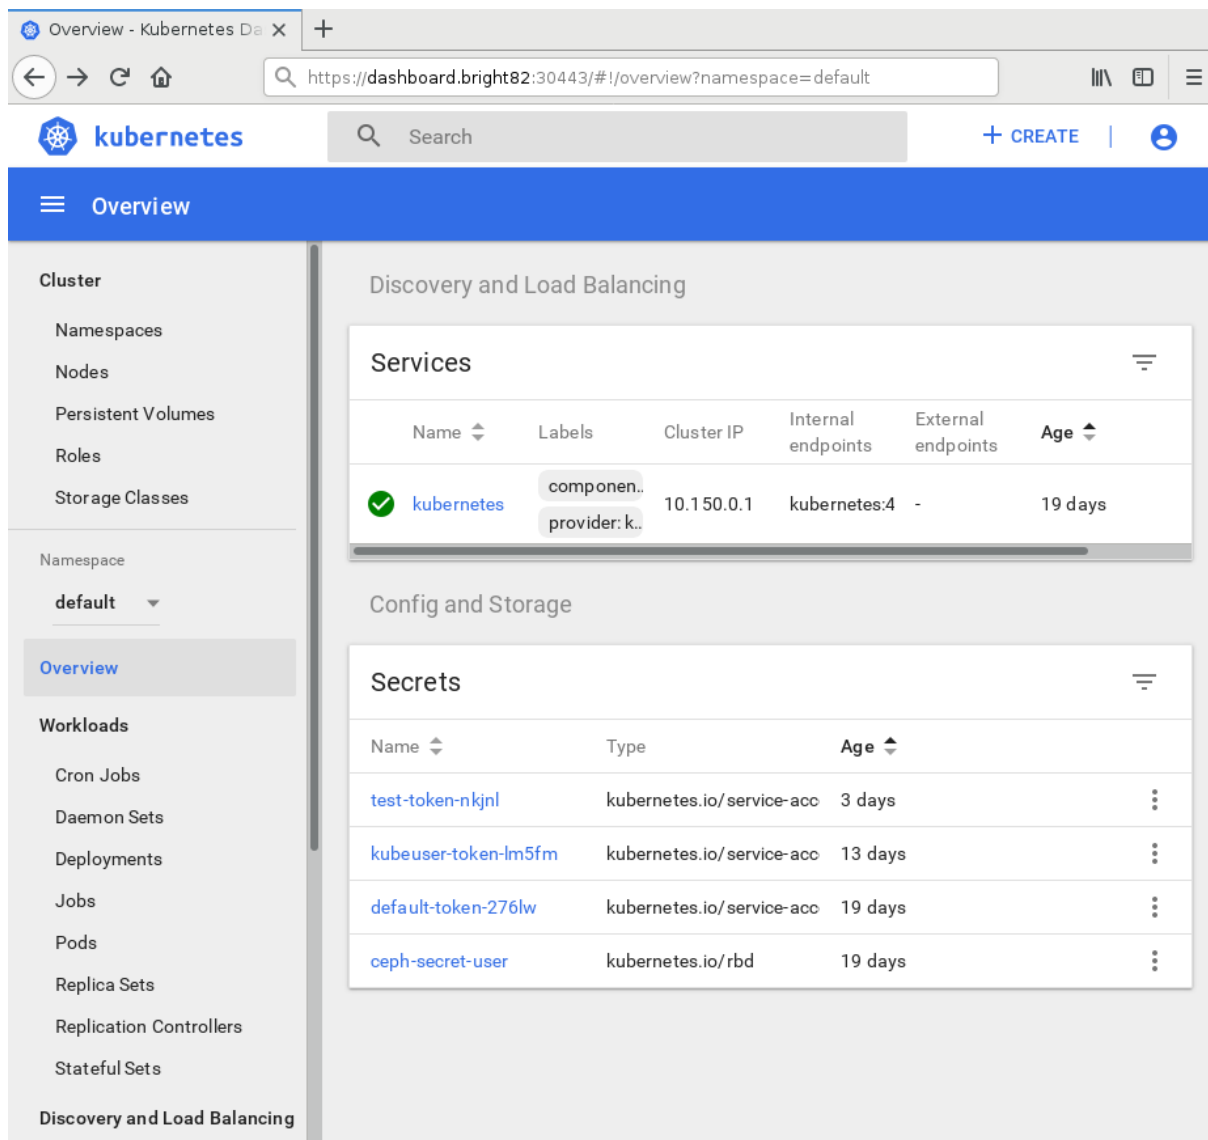 Overview - Kubernetes Da
https://dashboard.bright82:30443/#!/overview?namespace=default
kubernetes
Search
+ CREATE
Overview
Cluster
Namespaces
Nodes
Persistent Volumes
Roles
Storage Classes
Namespace
default
Overview
Workloads
Cron Jobs
Daemon Sets
Deployments
Jobs
Pods
Replica Sets
Replication Controllers
Stateful Sets
Discovery and Load Balancing
Discovery and Load Balancing
Services
Name Labels Cluster IP Internal endpoints External endpoints Age
kubernetes componen.. provider: k.. 10.150.0.1 kubernetes:4 - 19 days
Config and Storage
Secrets
Name Type Age
test-token-nkjnl kubernetes.io/service-acc 3 days
kubeuser-token-lm5fm kubernetes.io/service-acc 13 days
default-token-276lw kubernetes.io/service-acc 19 days
ceph-secret-user kubernetes.io/rbd 19 days